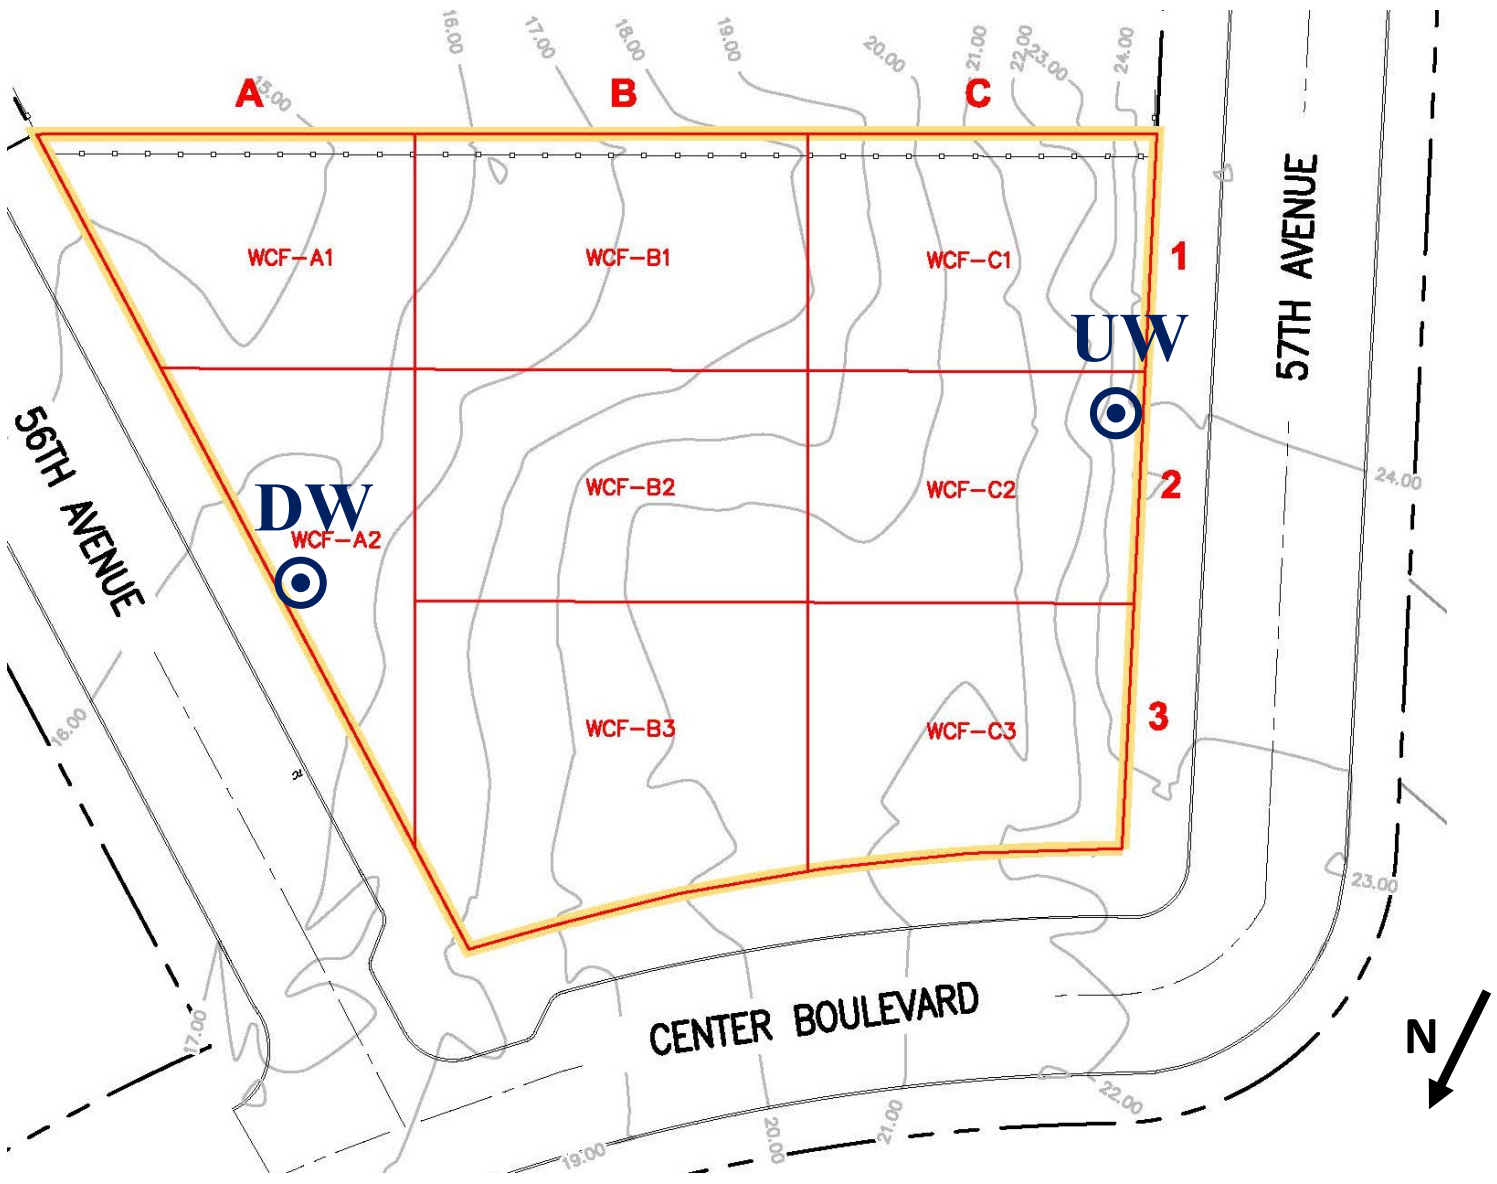 16.00
17.00
18.00
19.00
20.00
21.00
22.00
23.00
24.00
A
15.00
B
C
WCF-A1
WCF-B1
WCF-C1
1
57TH AVENUE
UW
56TH AVENUE
DW
WCF-A2
WCF-B2
WCF-C2
2
24.00
16.00
WCF-B3
WCF-C3
3
23.00
17.00
CENTER BOULEVARD
N
22.00
21.00
20.00
19.00